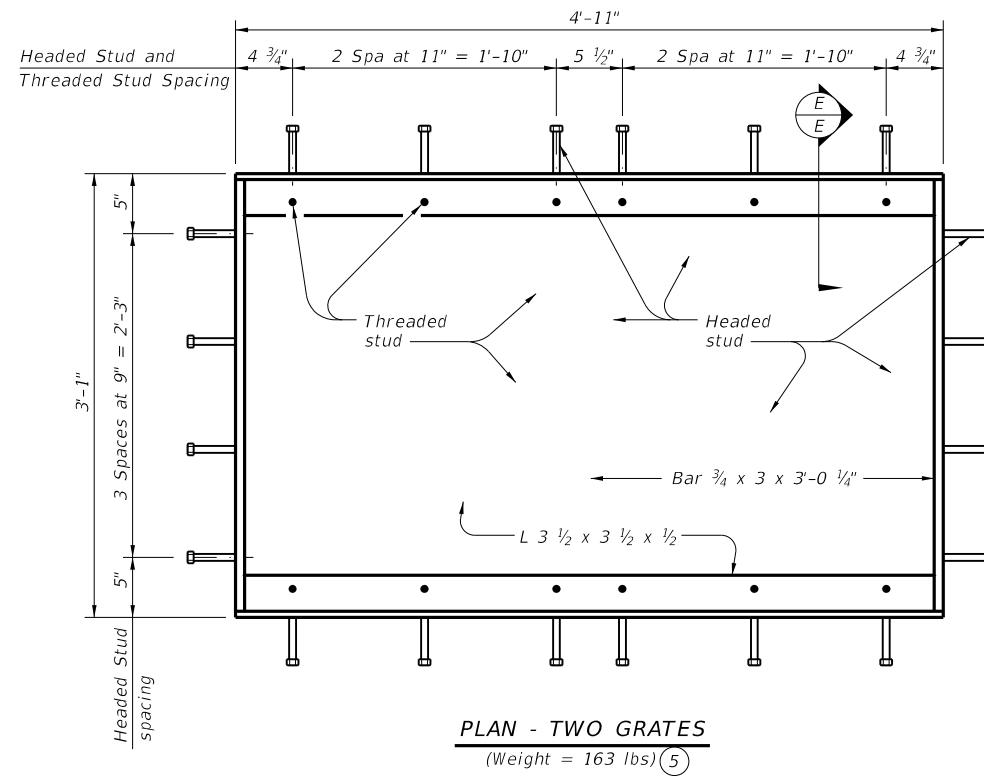 4'-11"
Headed Stud and
Threaded Stud Spacing
4 ¾"
2 Spa at 11" = 1'-10"
5 ½"
2 Spa at 11" = 1'-10"
4 ¾"
E
E
5"
3 Spaces at 9" = 2'-3"
3'-1"
5"
Headed Stud
spacing
Threaded
stud
Headed
stud
Bar ¾ x 3 x 3'-0 ¼"
L 3 ½ x 3 ½ x ½
PLAN - TWO GRATES
(Weight = 163 lbs) 5